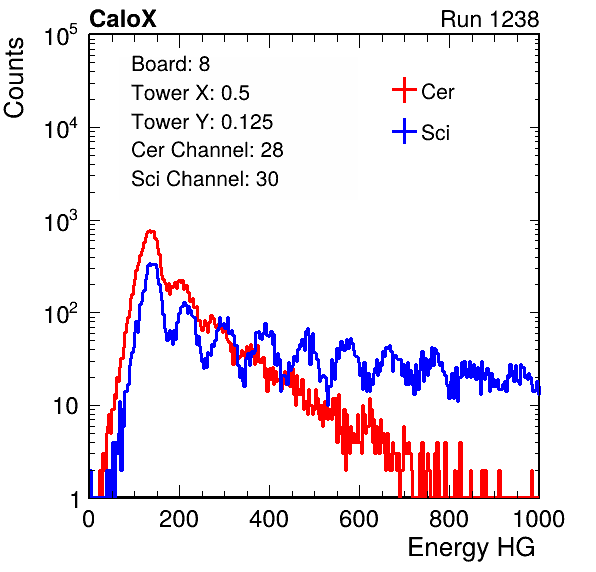 CaloX Run 1238
Counts
Board: 8
Tower X: 0.5
Tower Y: 0.125
Cer Channel: 28
Sci Channel: 30
Cer
Sci
10^5
10^4
10^3
10^2
10
1
0 200 400 600 800 1000
Energy HG